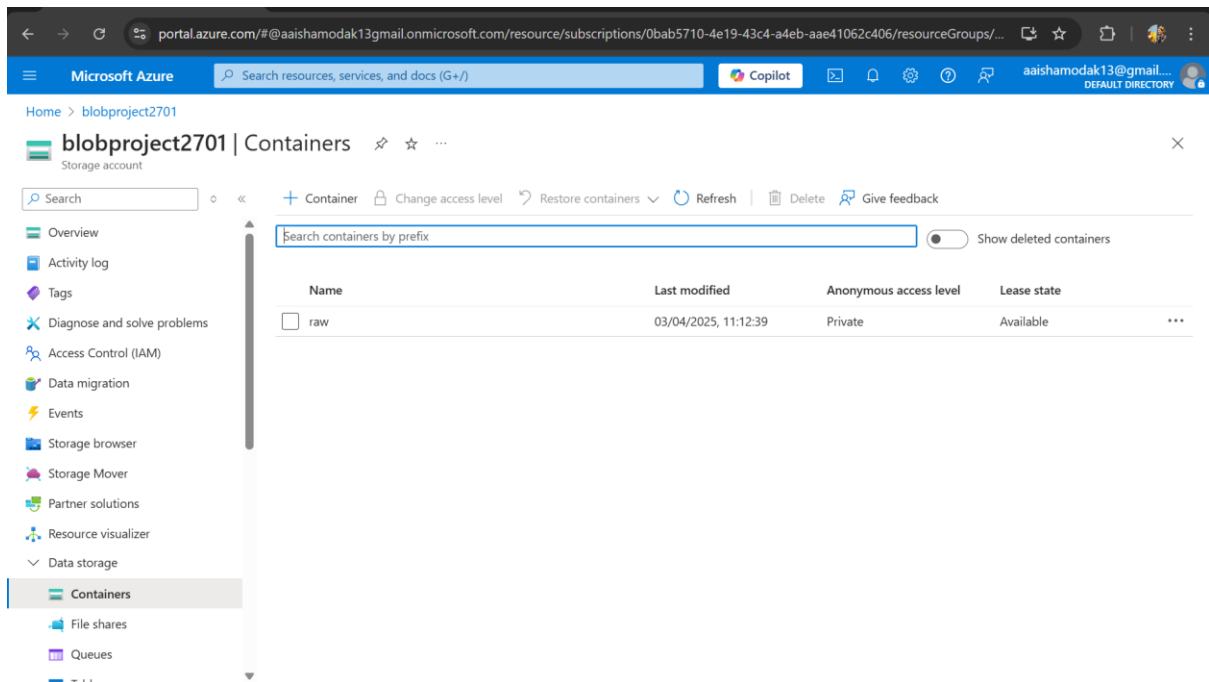 portal.azure.com/#@aaishamodak13gmail.onmicrosoft.com/resource/subscriptions/0bab5710-4e19-43c4-a4eb-aae41062c406/resourceGroups/...
Microsoft Azure Search resources, services, and docs (G+/) Copilot aaishamodak13@gmail....
DEFAULT DIRECTORY
Home > blobproject2701
blobproject2701 | Containers ...
Storage account
Search
+ Container Change access level Restore containers Refresh Delete Give feedback
Search containers by prefix
Show deleted containers
Name Last modified Anonymous access level Lease state
raw 03/04/2025, 11:12:39 Private Available ...
Overview
Activity log
Tags
Diagnose and solve problems
Access Control (IAM)
Data migration
Events
Storage browser
Storage Mover
Partner solutions
Resource visualizer
Data storage
Containers
File shares
Queues